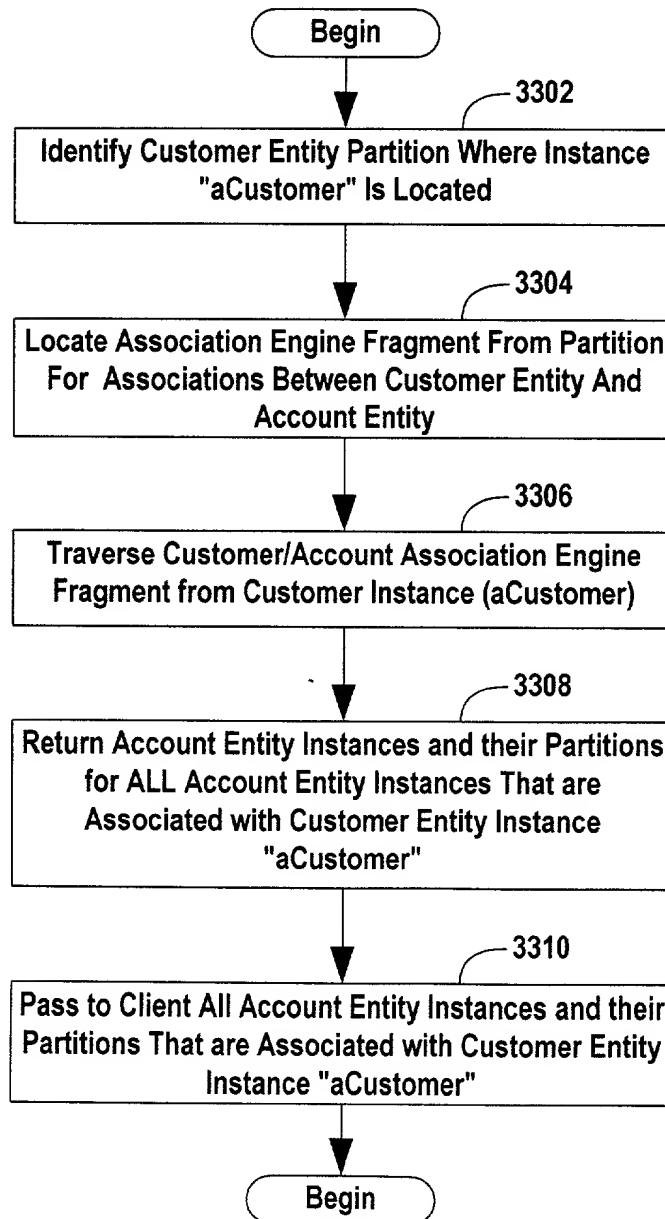 Begin
3302
Identify Customer Entity Partition Where Instance
"aCustomer" Is Located
3304
Locate Association Engine Fragment From Partition
For Associations Between Customer Entity And
Account Entity
3306
Traverse Customer/Account Association Engine
Fragment from Customer Instance (aCustomer)
3308
Return Account Entity Instances and their Partitions
for ALL Account Entity Instances That are
Associated with Customer Entity Instance
"aCustomer"
3310
Pass to Client All Account Entity Instances and their
Partitions That are Associated with Customer Entity
Instance "aCustomer"
Begin